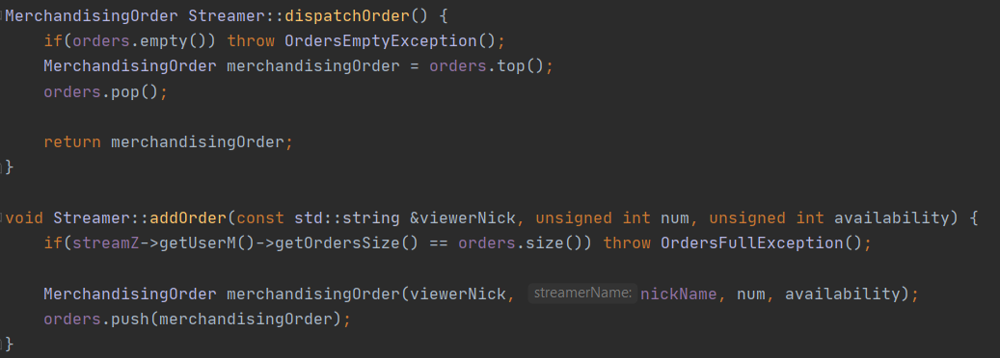 MerchandisingOrder Streamer::dispatchOrder() {
    if(orders.empty()) throw OrdersEmptyException();
    MerchandisingOrder merchandisingOrder = orders.top();
    orders.pop();

    return merchandisingOrder;
}

void Streamer::addOrder(const std::string &viewerNick, unsigned int num, unsigned int availability) {
    if(streamZ->getUserM()->getOrdersSize() == orders.size()) throw OrdersFullException();

    MerchandisingOrder merchandisingOrder(viewerNick, streamerName: nickName, num, availability);
    orders.push(merchandisingOrder);
}